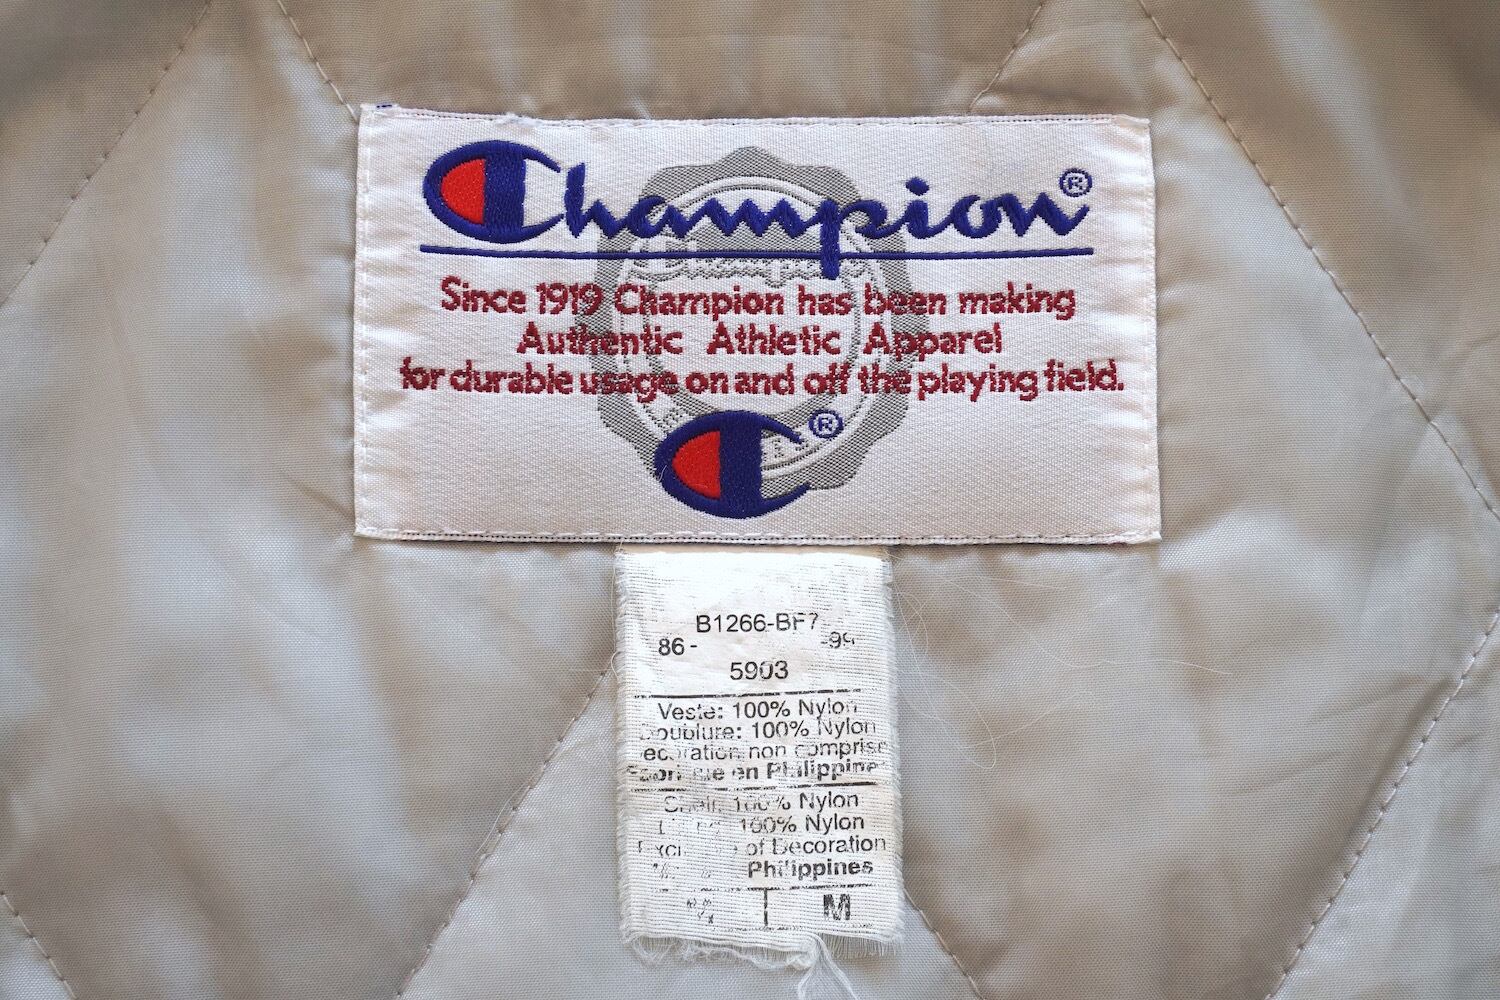 Champion®
Since 1919 Champion has been making
Authentic Athletic Apparel
for durable usage on and off the playing field.
®
B1266-BF7
86-
5903
Veste: 100% Nylon
Doublure: 100% Nylon
non comprise
en Philippines
Shell: 100% Nylon
100% Nylon
of Decoration
Philippines
M